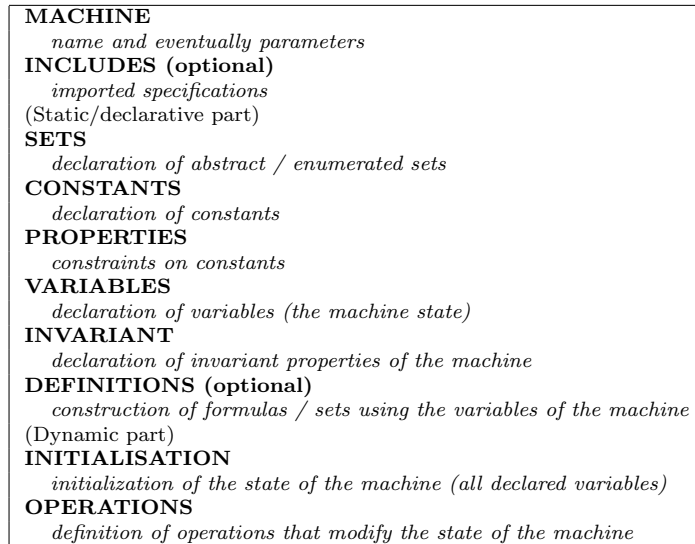 MACHINE
name and eventually parameters
INCLUDES (optional)
imported specifications
(Static/declarative part)
SETS
declaration of abstract / enumerated sets
CONSTANTS
declaration of constants
PROPERTIES
constraints on constants
VARIABLES
declaration of variables (the machine state)
INVARIANT
declaration of invariant properties of the machine
DEFINITIONS (optional)
construction of formulas / sets using the variables of the machine
(Dynamic part)
INITIALISATION
initialization of the state of the machine (all declared variables)
OPERATIONS
definition of operations that modify the state of the machine